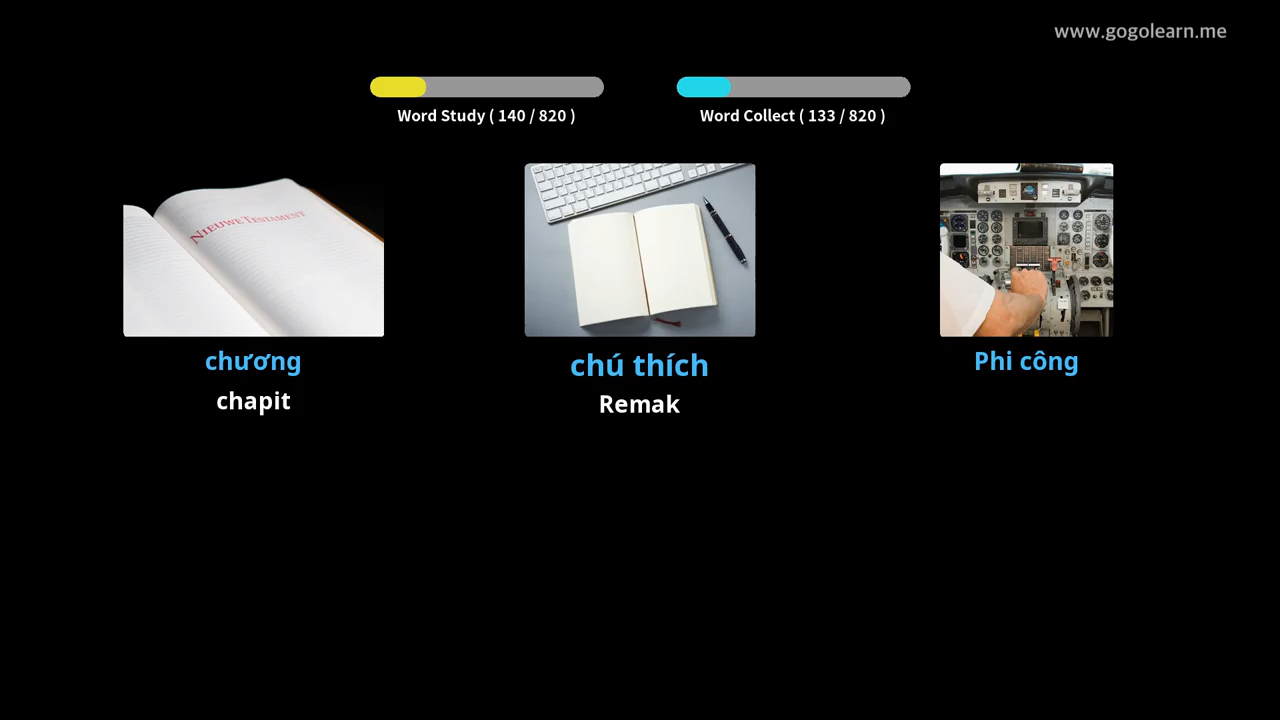 www.gogolearn.me
Word Study ( 140 / 820 )
Word Collect ( 133 / 820 )
NIEUWE TESTAMENT
chương
chapit
chú thích
Remak
Phi công